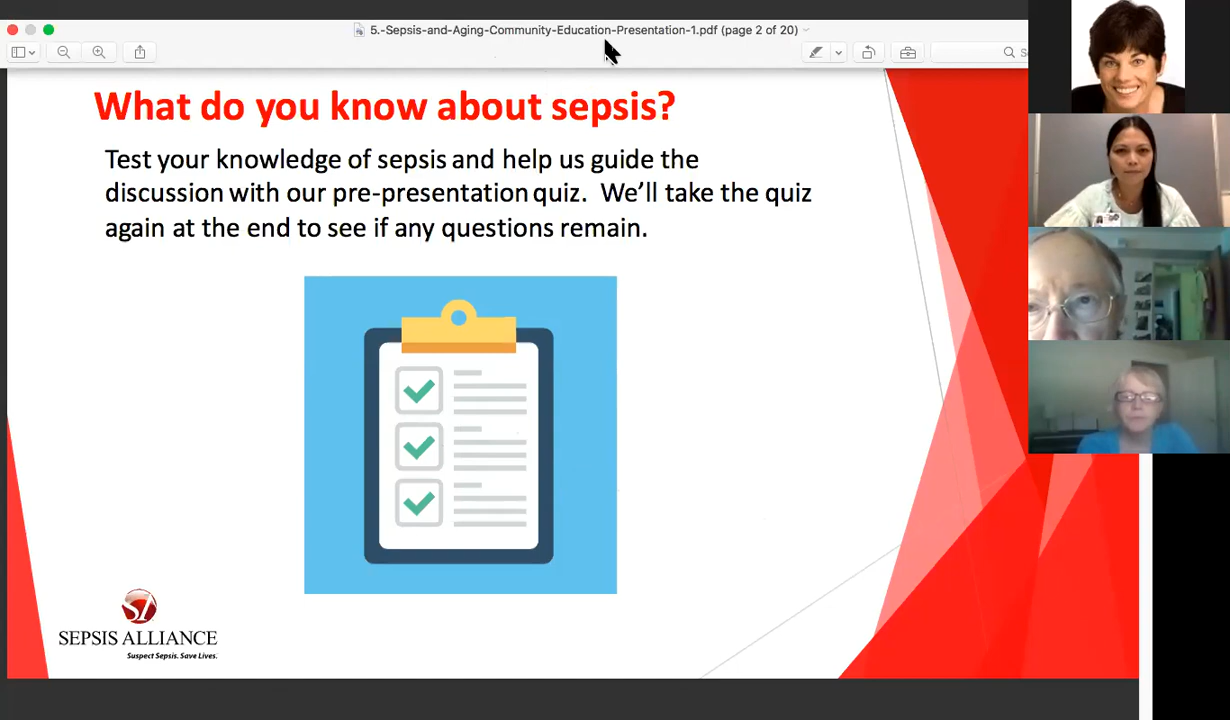 5.-Sepsis-and-Aging-Community-Education-Presentation-1.pdf (page 2 of 20)
What do you know about sepsis?
Test your knowledge of sepsis and help us guide the
discussion with our pre-presentation quiz.  We’ll take the quiz
again at the end to see if any questions remain.
SEPSIS ALLIANCE
Suspect Sepsis. Save Lives.